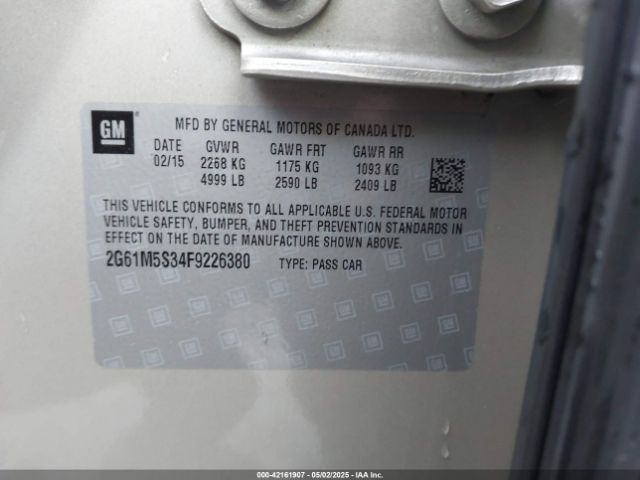 GM
MFD BY GENERAL MOTORS OF CANADA LTD.
DATE GVWR GAWR FRT GAWR RR
02/15 2268 KG 1175 KG 1093 KG
4999 LB 2590 LB 2409 LB
THIS VEHICLE CONFORMS TO ALL APPLICABLE U.S. FEDERAL MOTOR
VEHICLE SAFETY, BUMPER, AND THEFT PREVENTION STANDARDS IN
EFFECT ON THE DATE OF MANUFACTURE SHOWN ABOVE.
2G61M5S34F9226380 TYPE: PASS CAR
000-42161907 - 05/02/2025 - IAA Inc.